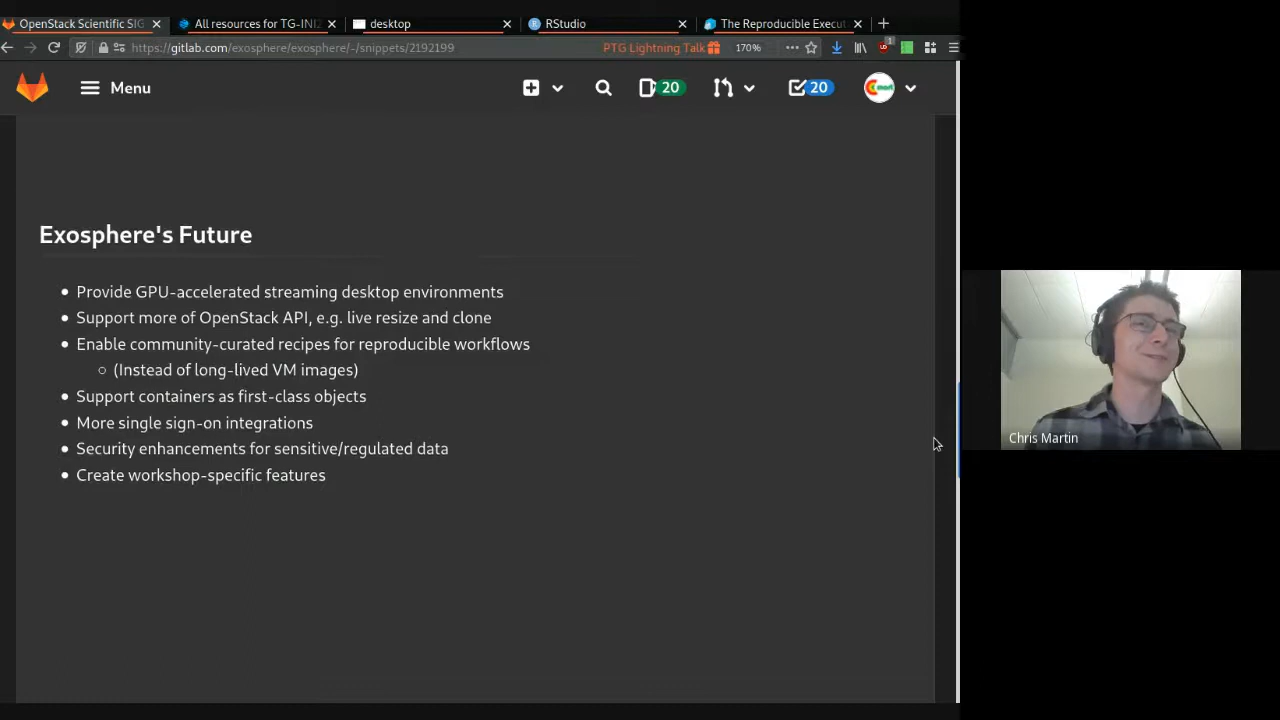 OpenStack Scientific SIG
All resources for TG-INI2
desktop
RStudio
The Reproducible Execut
https://gitlab.com/exosphere/exosphere/-/snippets/2192199
PTG Lightning Talk
170%
1
Menu
20
20
Exosphere's Future
Provide GPU-accelerated streaming desktop environments
Support more of OpenStack API, e.g. live resize and clone
Enable community-curated recipes for reproducible workflows
(Instead of long-lived VM images)
Support containers as first-class objects
More single sign-on integrations
Security enhancements for sensitive/regulated data
Create workshop-specific features
Chris Martin